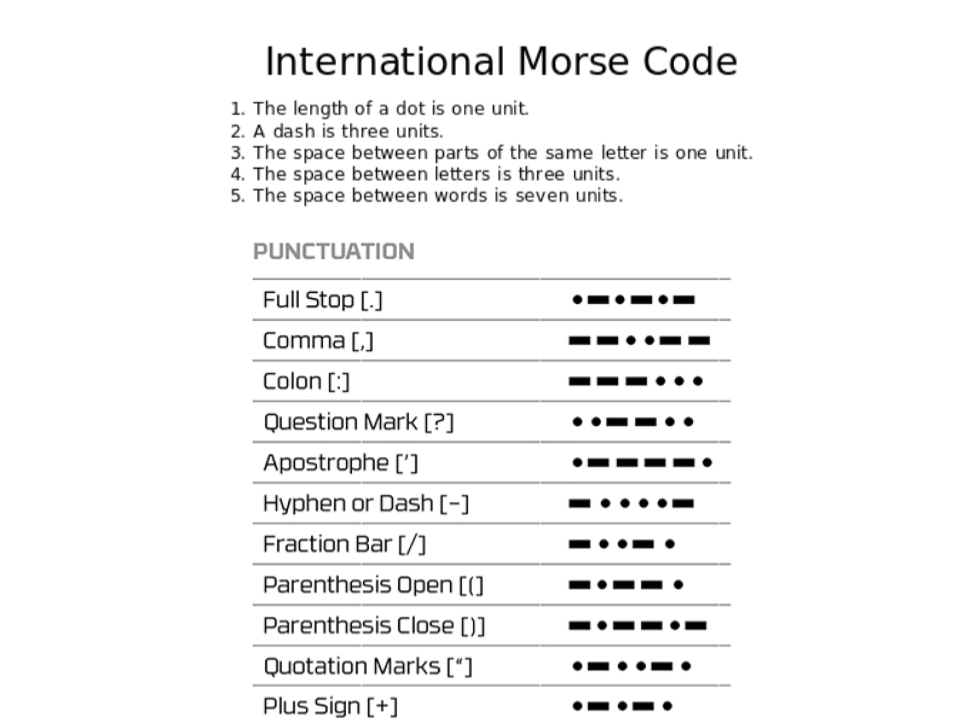 International Morse Code
1. The length of a dot is one unit.
2. A dash is three units.
3. The space between parts of the same letter is one unit.
4. The space between letters is three units.
5. The space between words is seven units.
PUNCTUATION
Full Stop [.] •–•–•–
Comma [,] ––••––
Colon [:] –––•••
Question Mark [?] ••––••
Apostrophe ['] •––––•
Hyphen or Dash [–] –••••–
Fraction Bar [/] –••–•
Parenthesis Open [(] –•––•
Parenthesis Close [)] –•––•–
Quotation Marks [“] •–••–•
Plus Sign [+] •–•–•